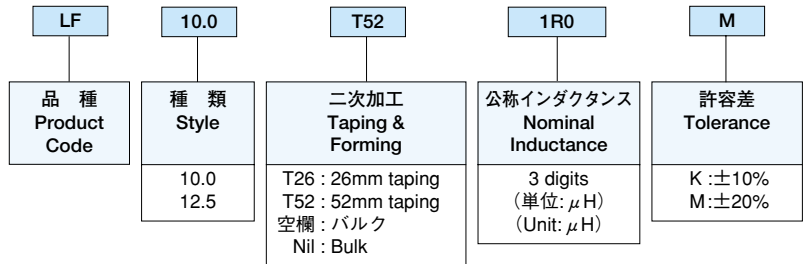 LF 10.0 T52 1R0 M
品 種
Product
Code
種 類
Style
10.0
12.5
二次加工
Taping &
Forming
T26 : 26mm taping
T52 : 52mm taping
空欄 : バルク
Nil : Bulk
公称インダクタンス
Nominal
Inductance
3 digits
（単位: μH）
（Unit: μH）
許容差
Tolerance
K :±10%
M:±20%